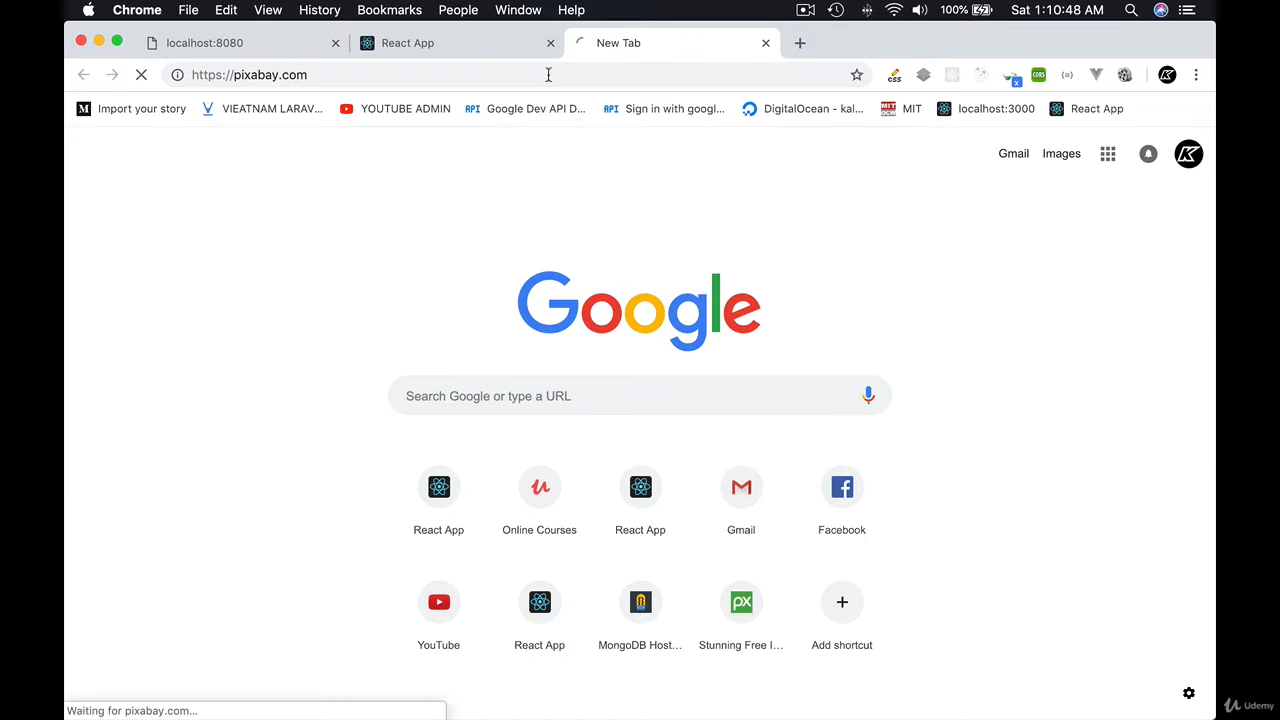 Chrome File Edit View History Bookmarks People Window Help 100% Sat 1:10:48 AM
localhost:8080 React App New Tab
https://pixabay.com
Import your story VIEATNAM LARAV... YOUTUBE ADMIN Google Dev API D... Sign in with googl... DigitalOcean - kal... MIT localhost:3000 React App
Gmail Images
Google
Search Google or type a URL
React App Online Courses React App Gmail Facebook
YouTube React App MongoDB Host... Stunning Free I... Add shortcut
Waiting for pixabay.com...
Udemy